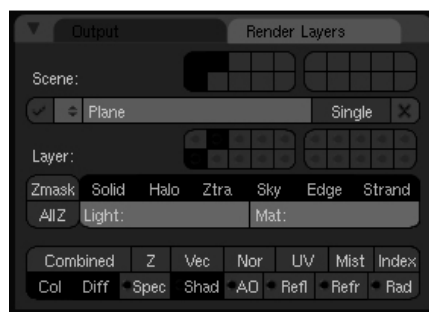 Output Render Layers
Scene:
Plane Single
Layer:
Zmask Solid Halo Ztra Sky Edge Strand
AllZ Light: Mat:
Combined Z Vec Nor UV Mist Index
Col Diff Spec Shad AO Refl Refr Rad